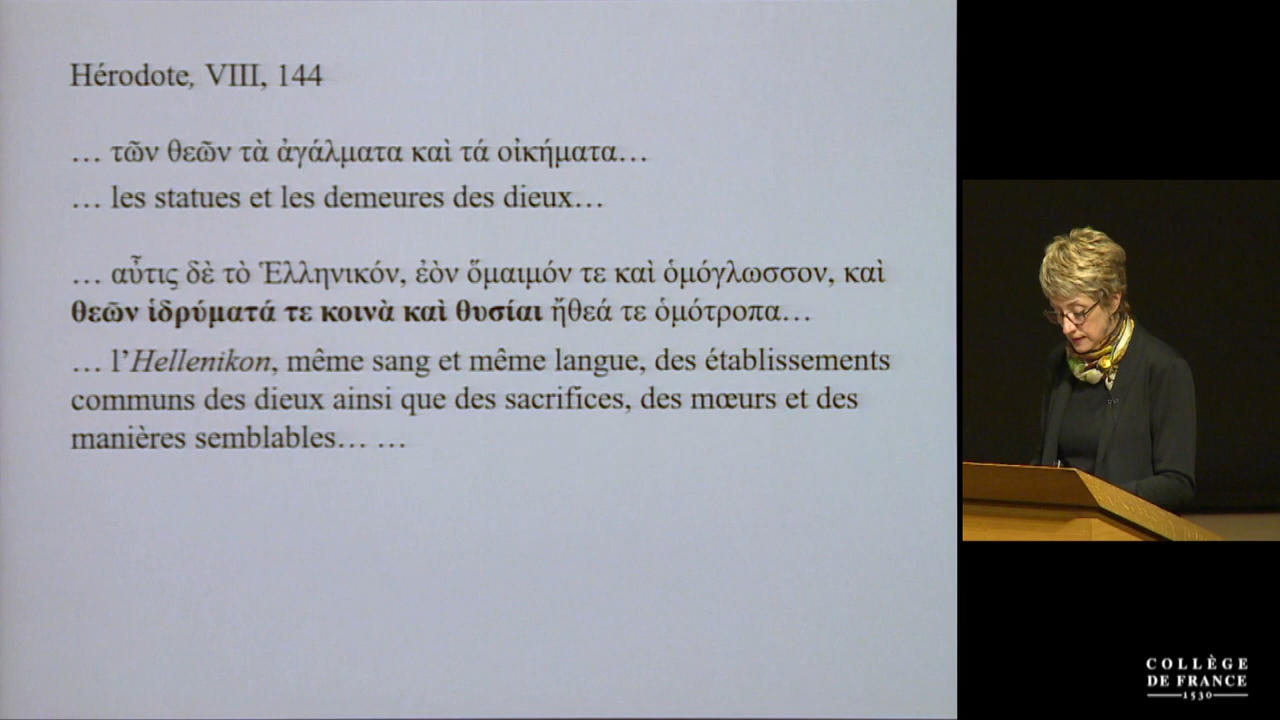 Hérodote, VIII, 144
… τῶν θεῶν τὰ ἀγάλματα καὶ τά οἰκήματα…
… les statues et les demeures des dieux…
… αὖτις δὲ τὸ Ἑλληνικόν, ἐὸν ὅμαιμόν τε καὶ ὁμόγλωσσον, καὶ
θεῶν ἱδρύματά τε κοινὰ καὶ θυσίαι ἤθεά τε ὁμότροπα…
… l’Hellenikon, même sang et même langue, des établissements
communs des dieux ainsi que des sacrifices, des mœurs et des
manières semblables… …
COLLÈGE
DE FRANCE
1530